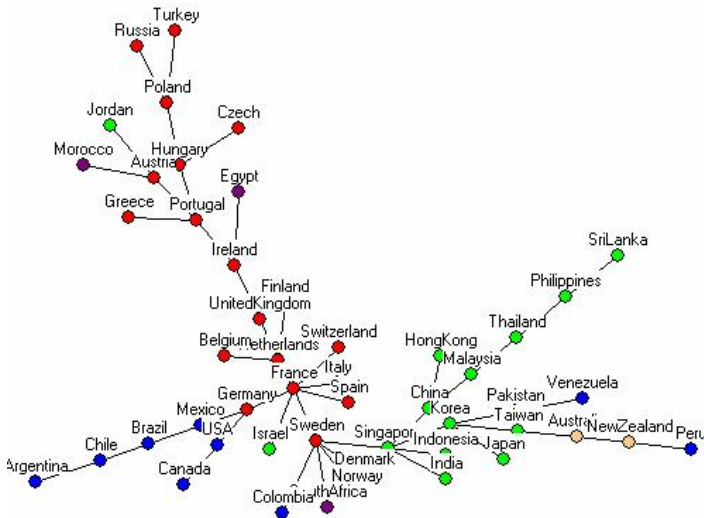 Turkey
Russia
Poland
Jordan
Czech
Morocco
Austria
Hungary
Egypt
Greece
Portugal
Ireland
SriLanka
Philippines
Finland
UnitedKingdom
Thailand
Belgium
Switzerland
HongKong
Malaysia
France
Italy
Germany
Spain
China
Pakistan
Venezuela
Mexico
Korea
Brazil
USA
Israel
Sweden
Taiwan
NewZealand
Chile
Singapor
Indonesia
Japan
Peru
Argentina
Canada
Denmark
India
Norway
Colombia